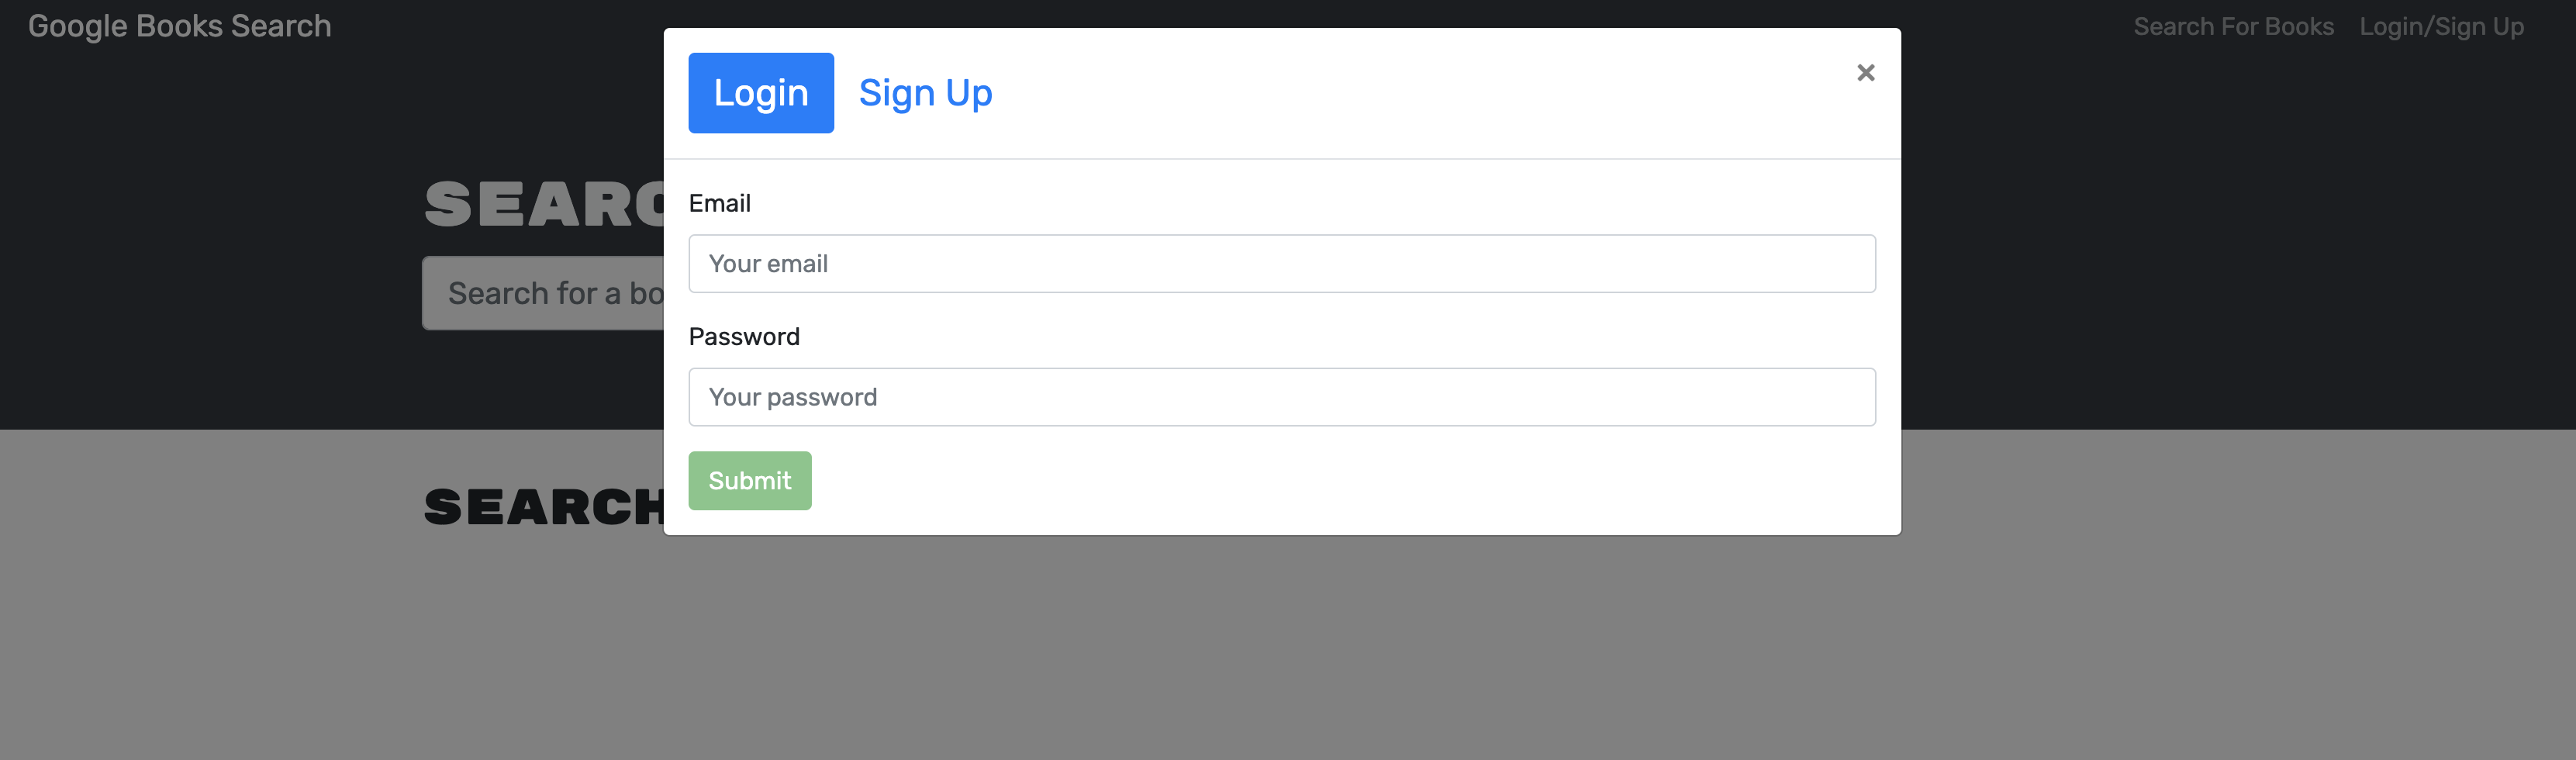 Google Books Search
Search For Books
Login/Sign Up
Login
Sign Up
×
SEARC
Search for a bo
Email
Your email
Password
Your password
Submit
SEARCH